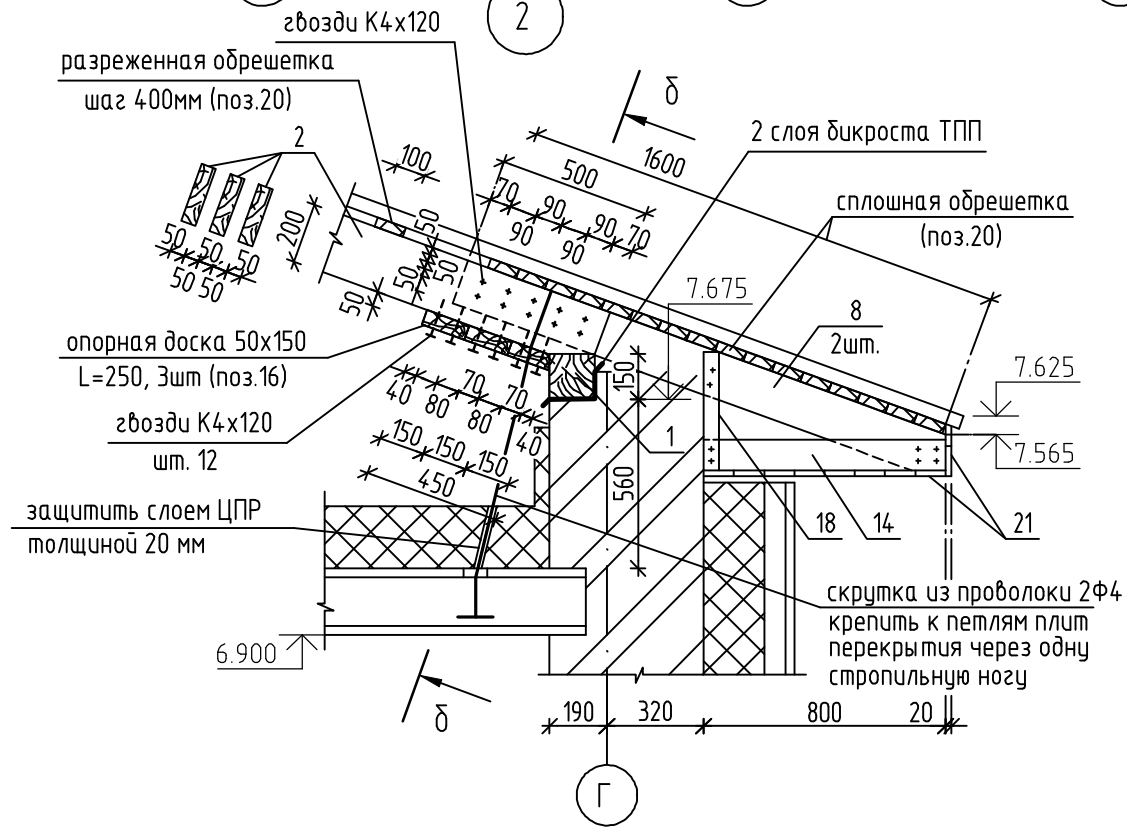 2
гвозди К4х120
разреженная обрешетка
шаг 400мм (поз.20)
2
100
б
1600
2 слоя бикроста ТПП
500
70
90
90
70
90
90
сплошная обрешетка
(поз.20)
200
50
50
50
50
50
50
50
50
50
50
7.675
8
2шт.
опорная доска 50х150
L=250, 3шт (поз.16)
150
7.625
70
70
40
80
80
40
гвозди К4х120
шт. 12
1
7.565
150
150
150
450
560
защитить слоем ЦПР
толщиной 20 мм
18
14
21
скрутка из проволоки 2Ф4
крепить к петлям плит
перекрытия через одну
стропильную ногу
6.900
б
190
320
800
20
Г